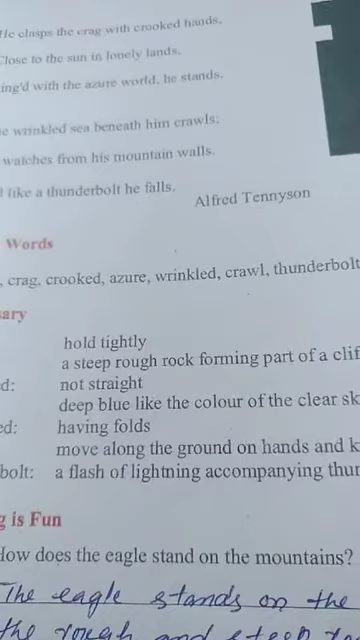 He clasps the crag with crooked hands,
Close to the sun in lonely lands,
ing'd with the azure world, he stands.
e wrinkled sea beneath him crawls;
watches from his mountain walls.
like a thunderbolt he falls.
Alfred Tennyson
Words
, crag, crooked, azure, wrinkled, crawl, thunderbolt
ary
hold tightly
a steep rough rock forming part of a clif
d: not straight
deep blue like the colour of the clear sk
ed: having folds
move along the ground on hands and k
bolt: a flash of lightning accompanying thun
g is Fun
How does the eagle stand on the mountains?
The eagle stands on the
the rough and steep